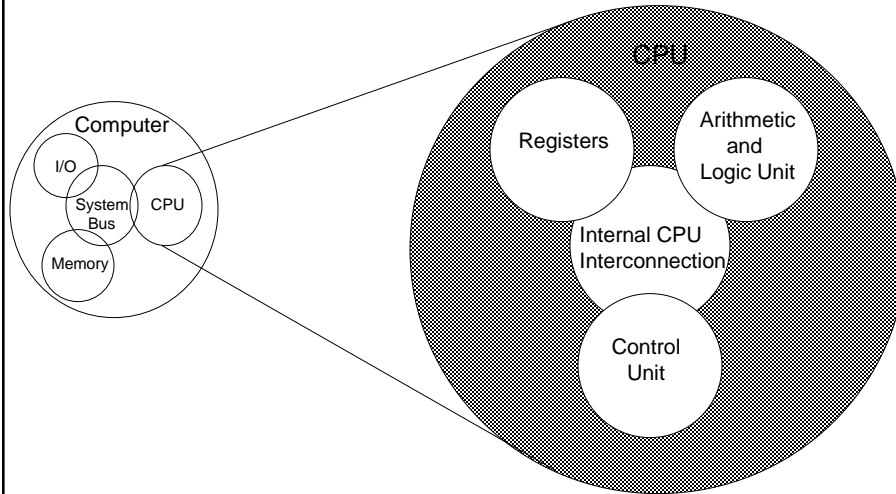 CPU
Computer
I/O
System
Bus
CPU
Memory
Registers
Arithmetic
and
Logic Unit
Internal CPU
Interconnection
Control
Unit